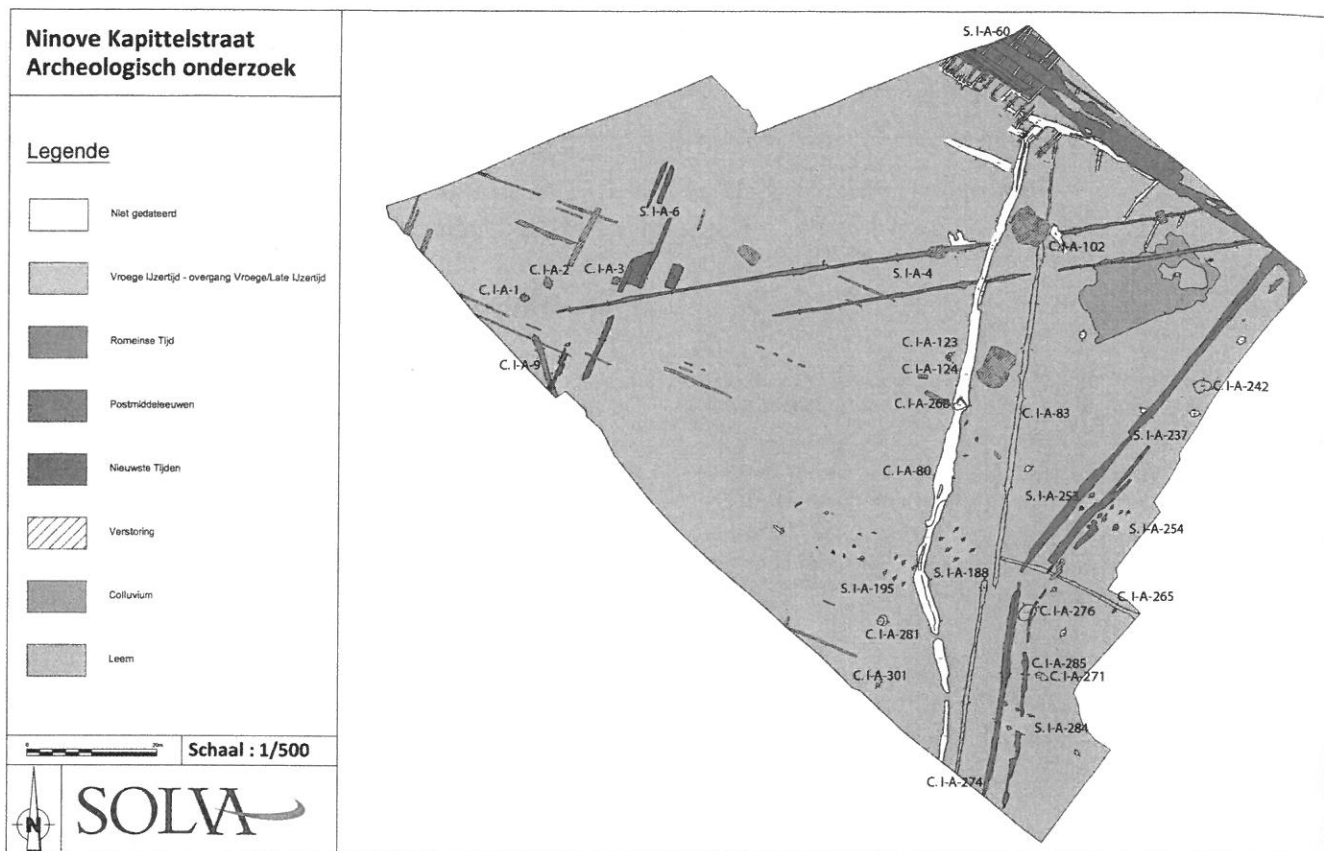 Ninove Kapittelstraat
Archeologisch onderzoek
Legende
Niet gedateerd
Vroege IJzertijd - overgang Vroege/Late IJzertijd
Romeinse Tijd
Postmiddeleeuwen
Nieuwste Tijden
Verstoring
Colluvium
Leem
0 20m
Schaal : 1/500
N
SOLVA
S. I-A-60
S. I-A-6
C. I-A-2
C. I-A-3
C. I-A-1
S. I-A-4
C. I-A-102
C. I-A-9
C. I-A-123
C. I-A-124
C. I-A-268
C. I-A-83
C. I-A-242
S. I-A-237
C. I-A-80
S. I-A-253
S. I-A-254
S. I-A-195
S. I-A-188
C. I-A-265
C. I-A-276
C. I-A-281
C. I-A-285
C. I-A-271
C. I-A-301
S. I-A-284
C. I-A-274